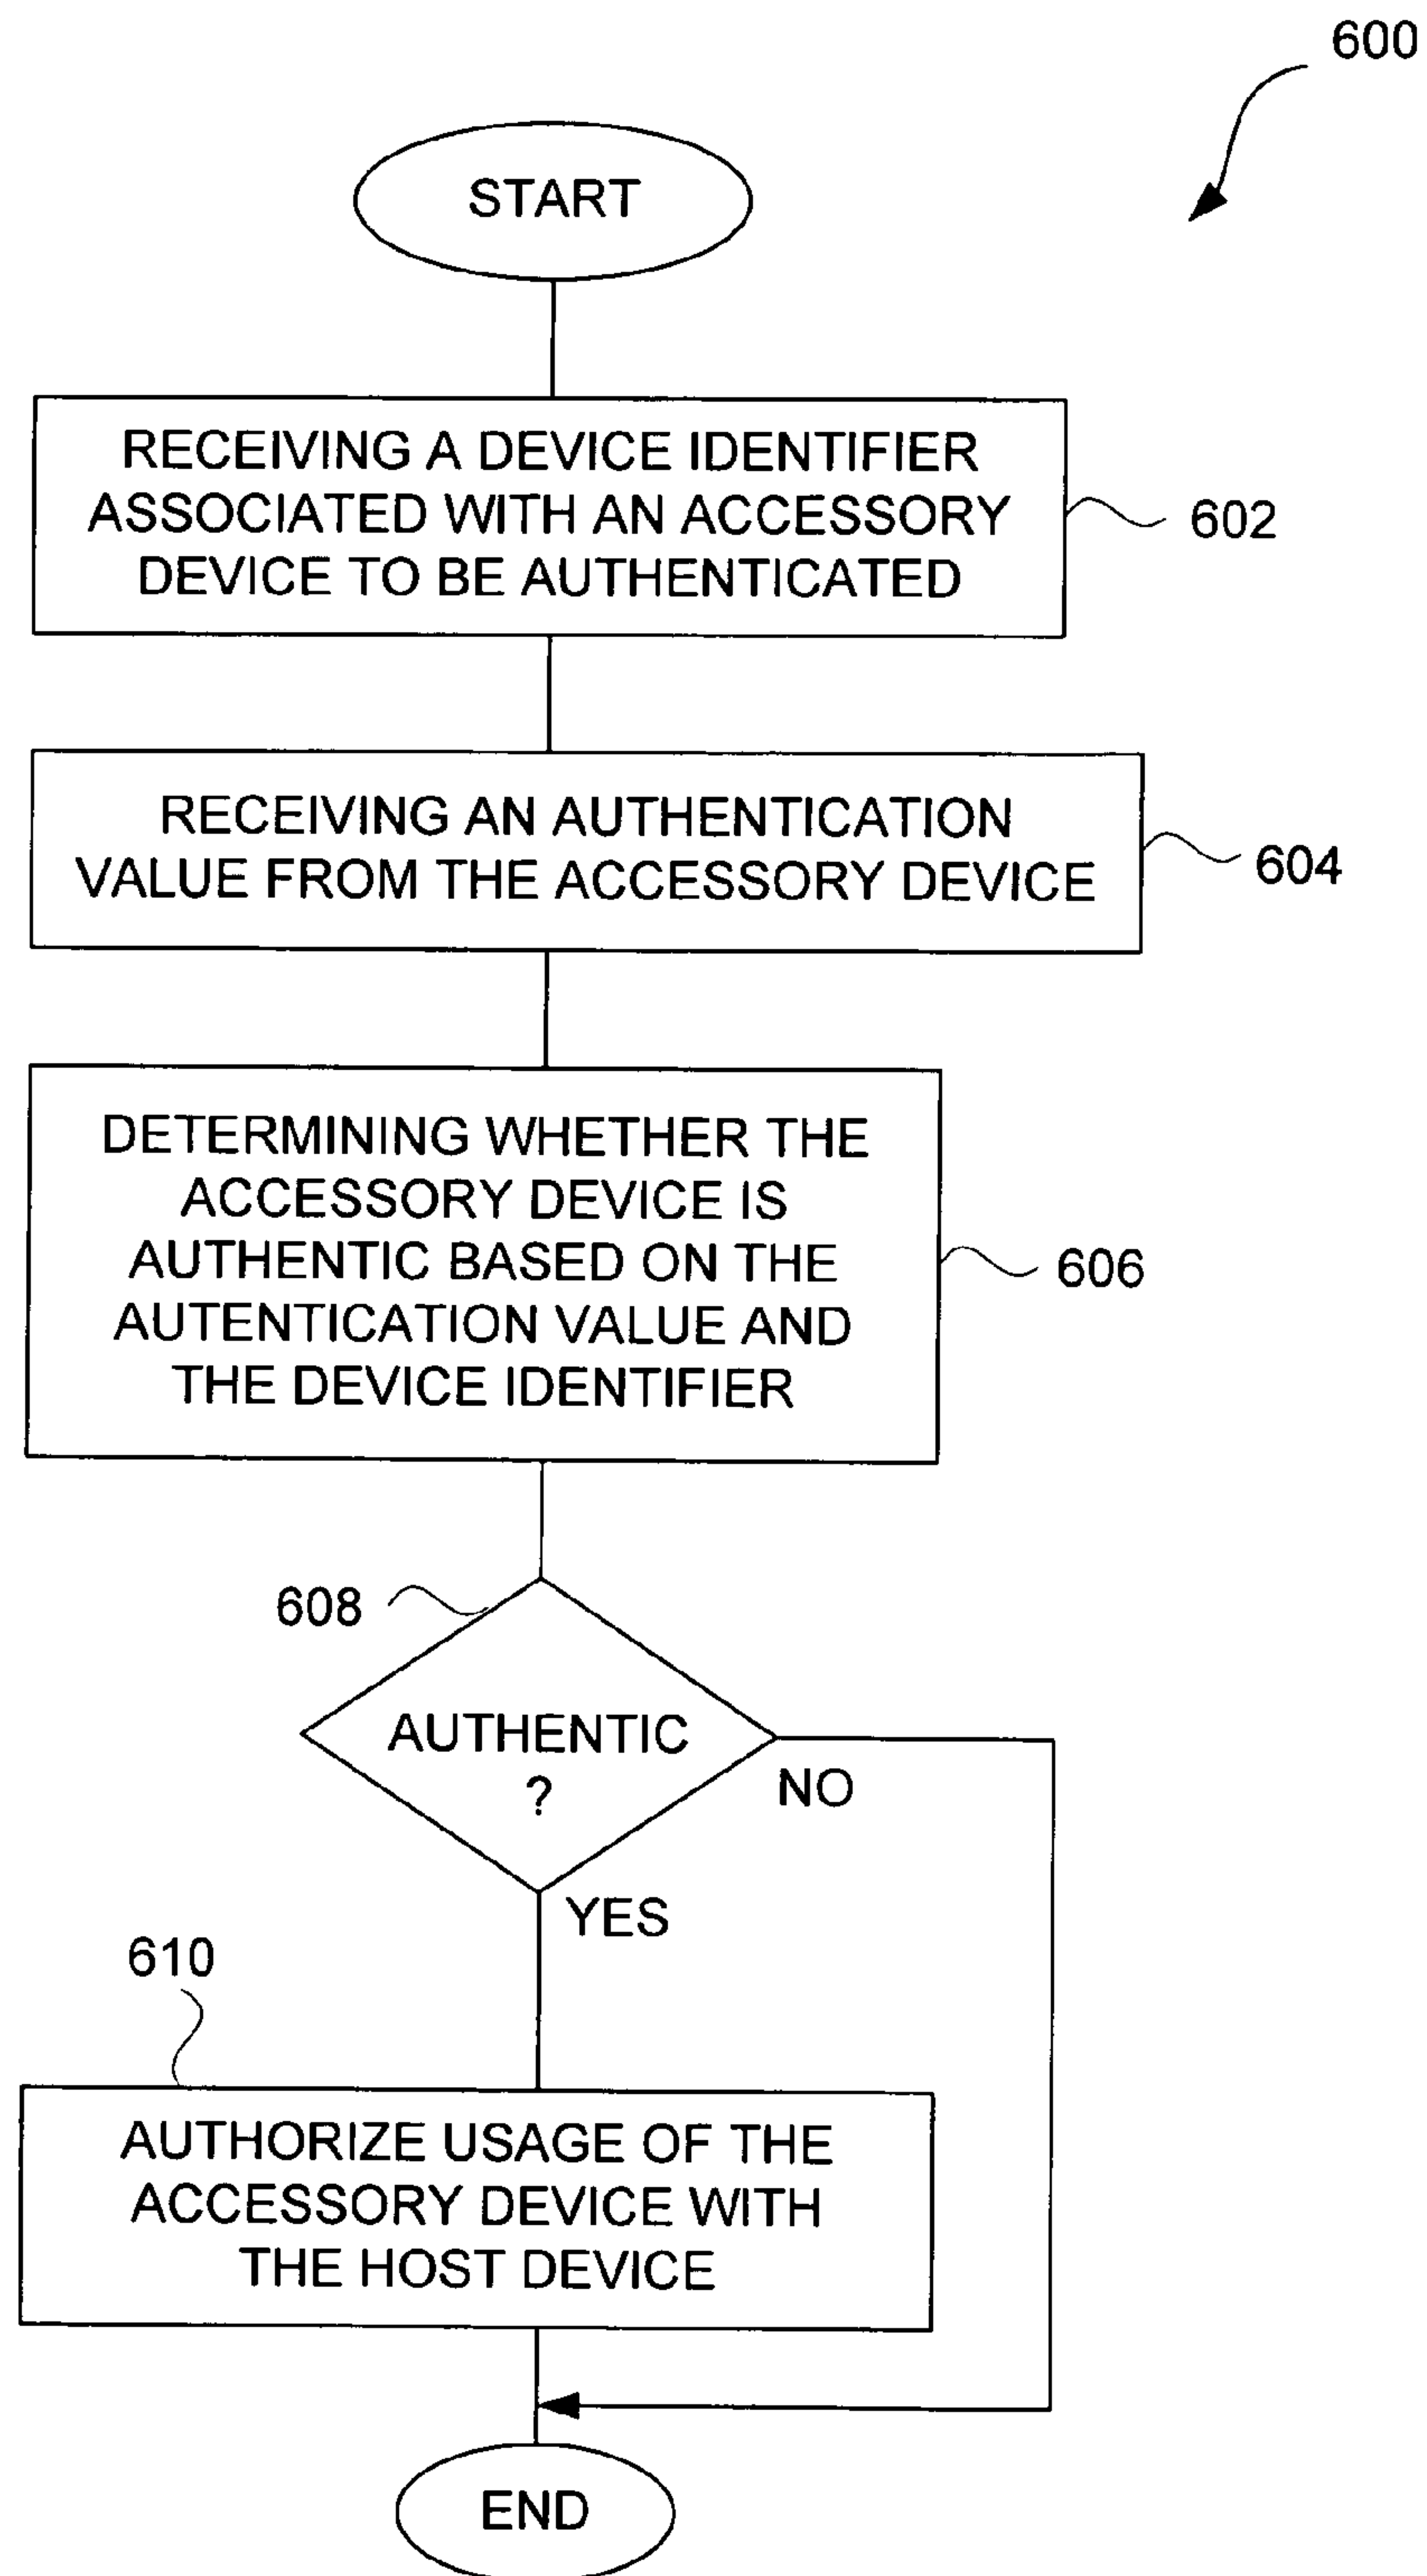 600
START
RECEIVING A DEVICE IDENTIFIER
ASSOCIATED WITH AN ACCESSORY
DEVICE TO BE AUTHENTICATED
602
RECEIVING AN AUTHENTICATION
VALUE FROM THE ACCESSORY DEVICE
604
DETERMINING WHETHER THE
ACCESSORY DEVICE IS
AUTHENTIC BASED ON THE
AUTENTICATION VALUE AND
THE DEVICE IDENTIFIER
606
608
AUTHENTIC
?
NO
YES
610
AUTHORIZE USAGE OF THE
ACCESSORY DEVICE WITH
THE HOST DEVICE
END